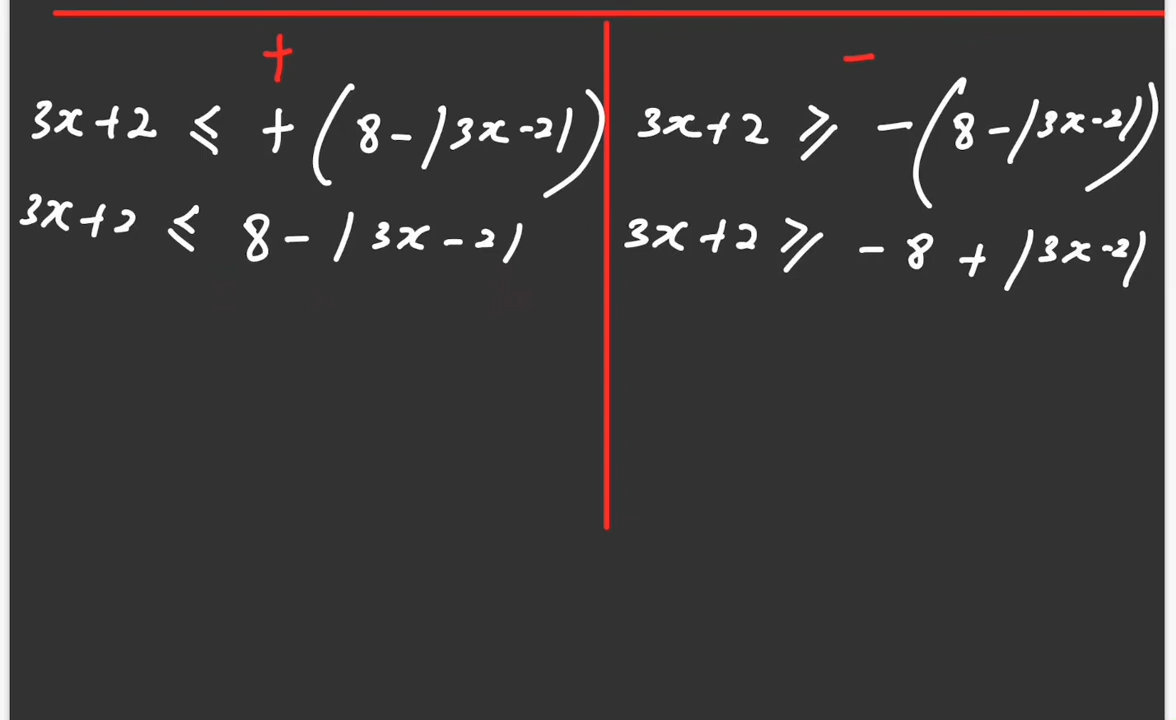 +
3x+2 ≤ +(8-|3x-2|)
3x+2 ≤ 8-|3x-2|
-
3x+2 ≥ -(8-|3x-2|)
3x+2 ≥ -8+|3x-2|